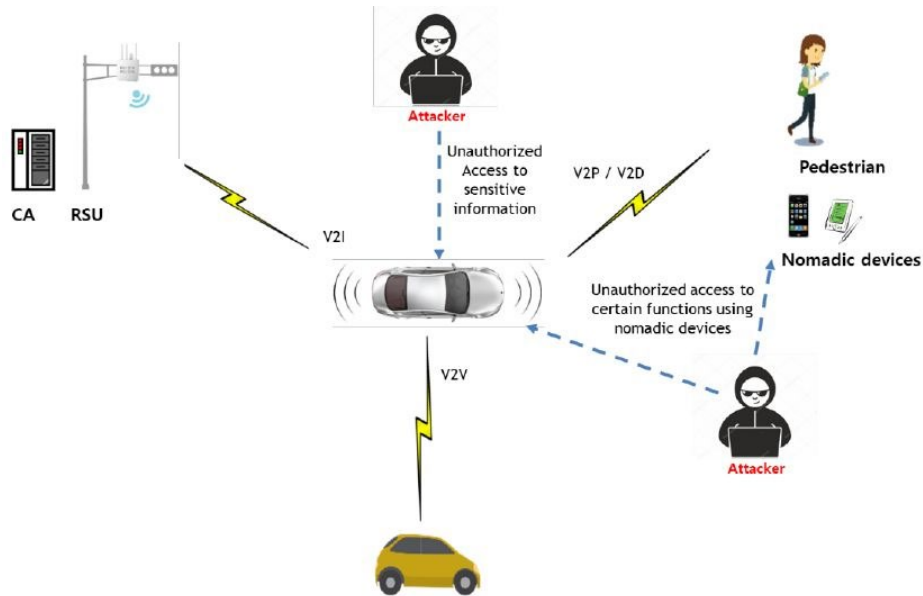 Attacker
Unauthorized
Access to
sensitive
information
V2P / V2D
Pedestrian
CA
RSU
V2I
Nomadic devices
Unauthorized access to
certain functions using
nomadic devices
V2V
Attacker